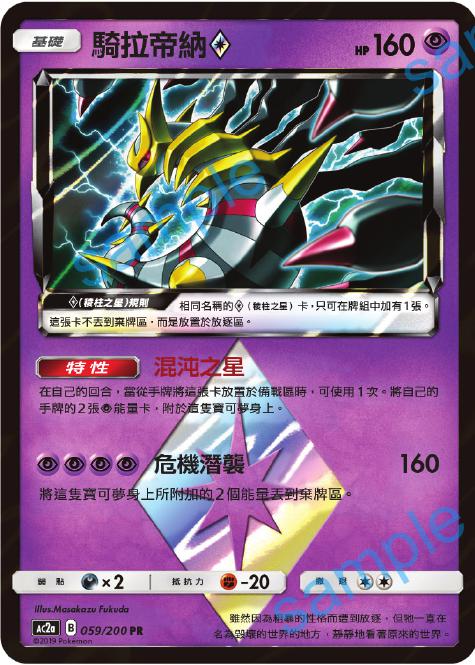 基礎 騎拉帝納 HP 160
(稜柱之星)規則 相同名稱的 (稜柱之星) 卡，只可在牌組中加有1張。
這張卡不丟到棄牌區，而是放置於放逐區。
特性 混沌之星
在自己的回合，當從手牌將這張卡放置於備戰區時，可使用1次。將自己的
手牌的2張 能量卡，附於這隻寶可夢身上。
危機潛襲 160
將這隻寶可夢身上所附加的2個能量丟到棄牌區。
弱點 ×2 抵抗力 -20 撤退
Illus.Masakazu Fukuda
AC2a B 059/200 PR
©2019 Pokémon
雖然因為粗暴的性格而遭到放逐，但牠一直在
名為毀壞的世界的地方，靜靜地看著原來的世界。
sample
sample
sample
sample